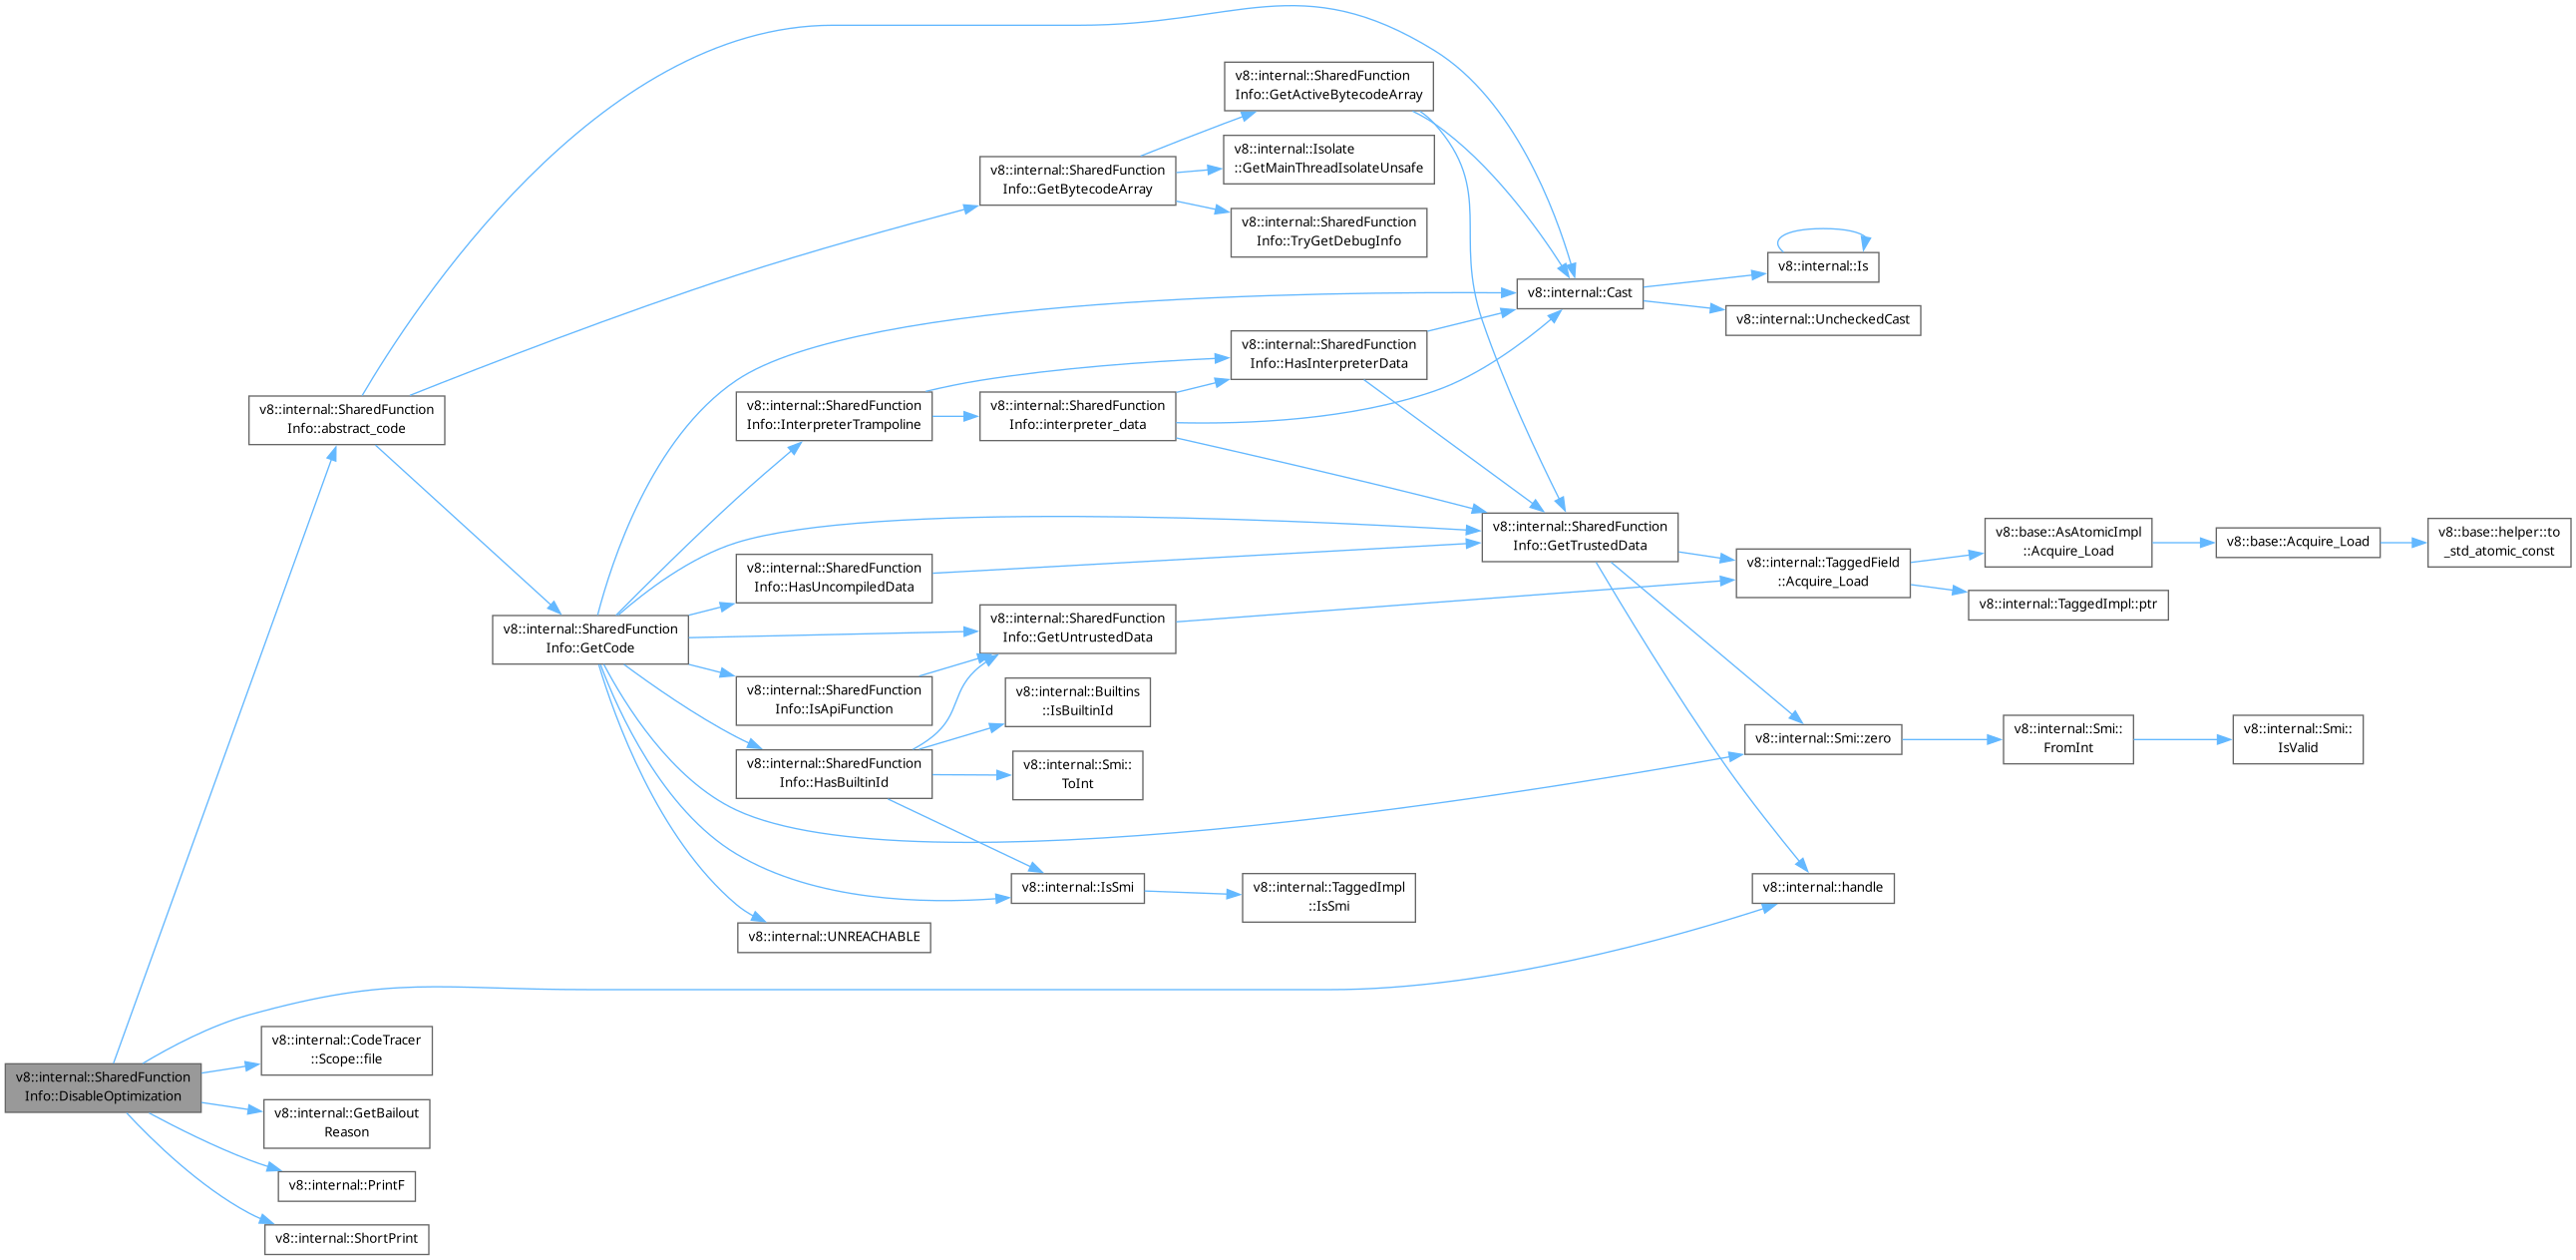 v8::internal::SharedFunction
Info::DisableOptimization
v8::internal::SharedFunction
Info::abstract_code
v8::internal::CodeTracer
::Scope::file
v8::internal::GetBailout
Reason
v8::internal::PrintF
v8::internal::ShortPrint
v8::internal::SharedFunction
Info::GetCode
v8::internal::SharedFunction
Info::InterpreterTrampoline
v8::internal::SharedFunction
Info::HasUncompiledData
v8::internal::SharedFunction
Info::IsApiFunction
v8::internal::SharedFunction
Info::HasBuiltinId
v8::internal::UNREACHABLE
v8::internal::SharedFunction
Info::GetBytecodeArray
v8::internal::SharedFunction
Info::interpreter_data
v8::internal::SharedFunction
Info::GetUntrustedData
v8::internal::Builtins
::IsBuiltinId
v8::internal::Smi::
ToInt
v8::internal::IsSmi
v8::internal::SharedFunction
Info::GetActiveBytecodeArray
v8::internal::Isolate
::GetMainThreadIsolateUnsafe
v8::internal::SharedFunction
Info::TryGetDebugInfo
v8::internal::SharedFunction
Info::HasInterpreterData
v8::internal::TaggedImpl
::IsSmi
v8::internal::Cast
v8::internal::SharedFunction
Info::GetTrustedData
v8::internal::Is
v8::internal::UncheckedCast
v8::internal::TaggedField
::Acquire_Load
v8::internal::Smi::zero
v8::internal::handle
v8::base::AsAtomicImpl
::Acquire_Load
v8::internal::TaggedImpl::ptr
v8::internal::Smi::
FromInt
v8::base::Acquire_Load
v8::internal::Smi::
IsValid
v8::base::helper::to
_std_atomic_const